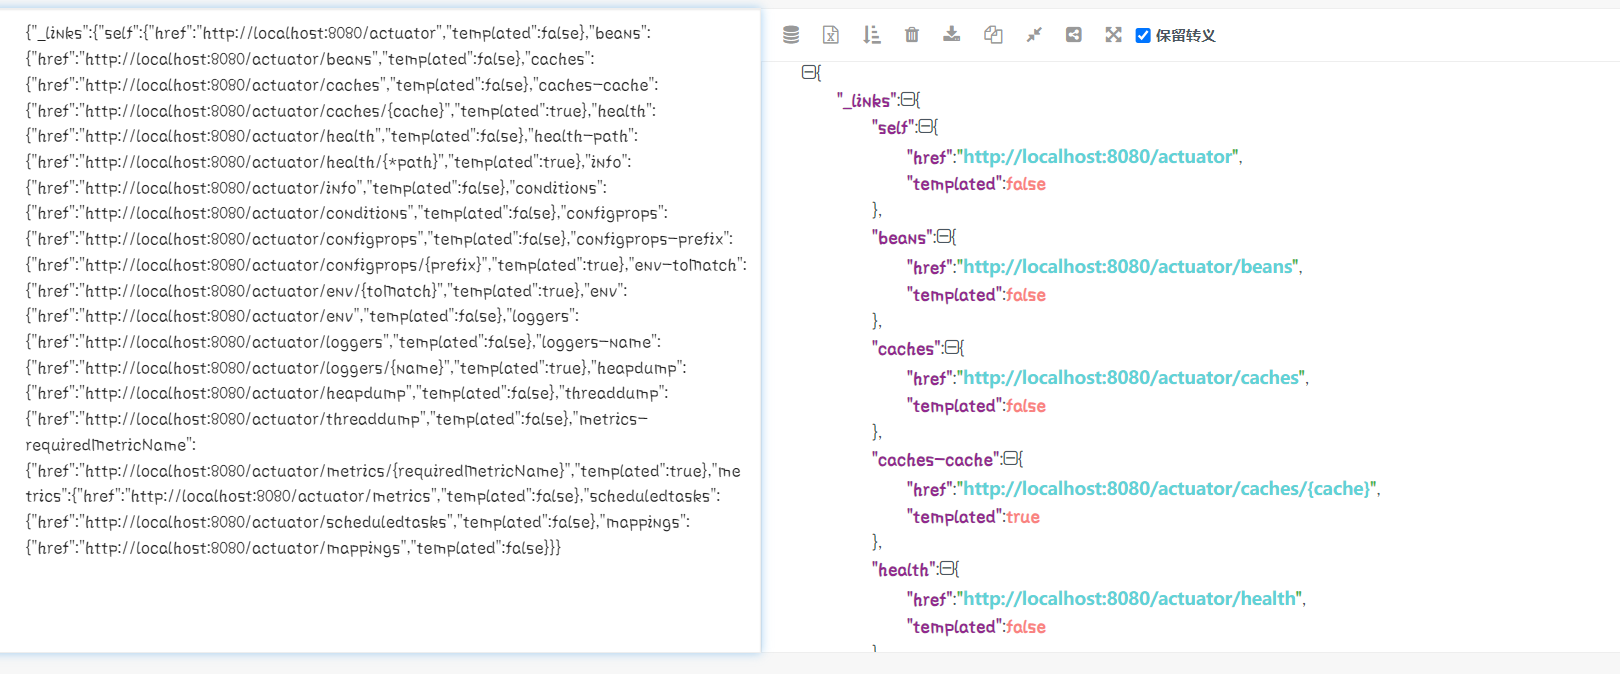 {"_links":{"self":{"href":"http://localhost:8080/actuator","templated":false},"beans":
{"href":"http://localhost:8080/actuator/beans","templated":false},"caches":
{"href":"http://localhost:8080/actuator/caches","templated":false},"caches-cache":
{"href":"http://localhost:8080/actuator/caches/{cache}","templated":true},"health":
{"href":"http://localhost:8080/actuator/health","templated":false},"health-path":
{"href":"http://localhost:8080/actuator/health/{*path}","templated":true},"info":
{"href":"http://localhost:8080/actuator/info","templated":false},"conditions":
{"href":"http://localhost:8080/actuator/conditions","templated":false},"configprops":
{"href":"http://localhost:8080/actuator/configprops","templated":false},"configprops-prefix":
{"href":"http://localhost:8080/actuator/configprops/{prefix}","templated":true},"env-toMatch":
{"href":"http://localhost:8080/actuator/env/{toMatch}","templated":true},"env":
{"href":"http://localhost:8080/actuator/env","templated":false},"loggers":
{"href":"http://localhost:8080/actuator/loggers","templated":false},"loggers-name":
{"href":"http://localhost:8080/actuator/loggers/{name}","templated":true},"heapdump":
{"href":"http://localhost:8080/actuator/heapdump","templated":false},"threaddump":
{"href":"http://localhost:8080/actuator/threaddump","templated":false},"metrics-
requiredMetricName":
{"href":"http://localhost:8080/actuator/metrics/{requiredMetricName}","templated":true},"me
trics":{"href":"http://localhost:8080/actuator/metrics","templated":false},"scheduledtasks":
{"href":"http://localhost:8080/actuator/scheduledtasks","templated":false},"mappings":
{"href":"http://localhost:8080/actuator/mappings","templated":false}}}
保留转义
{
"_links":{
"self":{
"href":"http://localhost:8080/actuator",
"templated":false
},
"beans":{
"href":"http://localhost:8080/actuator/beans",
"templated":false
},
"caches":{
"href":"http://localhost:8080/actuator/caches",
"templated":false
},
"caches-cache":{
"href":"http://localhost:8080/actuator/caches/{cache}",
"templated":true
},
"health":{
"href":"http://localhost:8080/actuator/health",
"templated":false